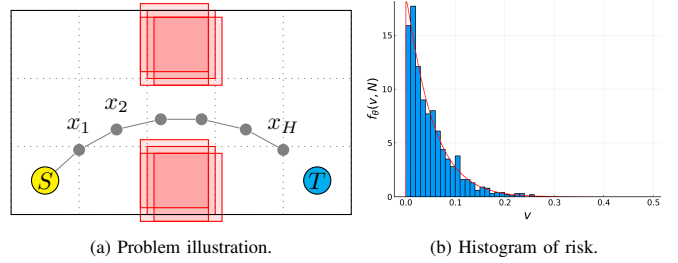 x_1
x_2
x_H
S
T
(a) Problem illustration.
f_θ(v, N)
15
10
5
0
0.0 0.1 0.2 0.3 0.4 0.5
v
(b) Histogram of risk.